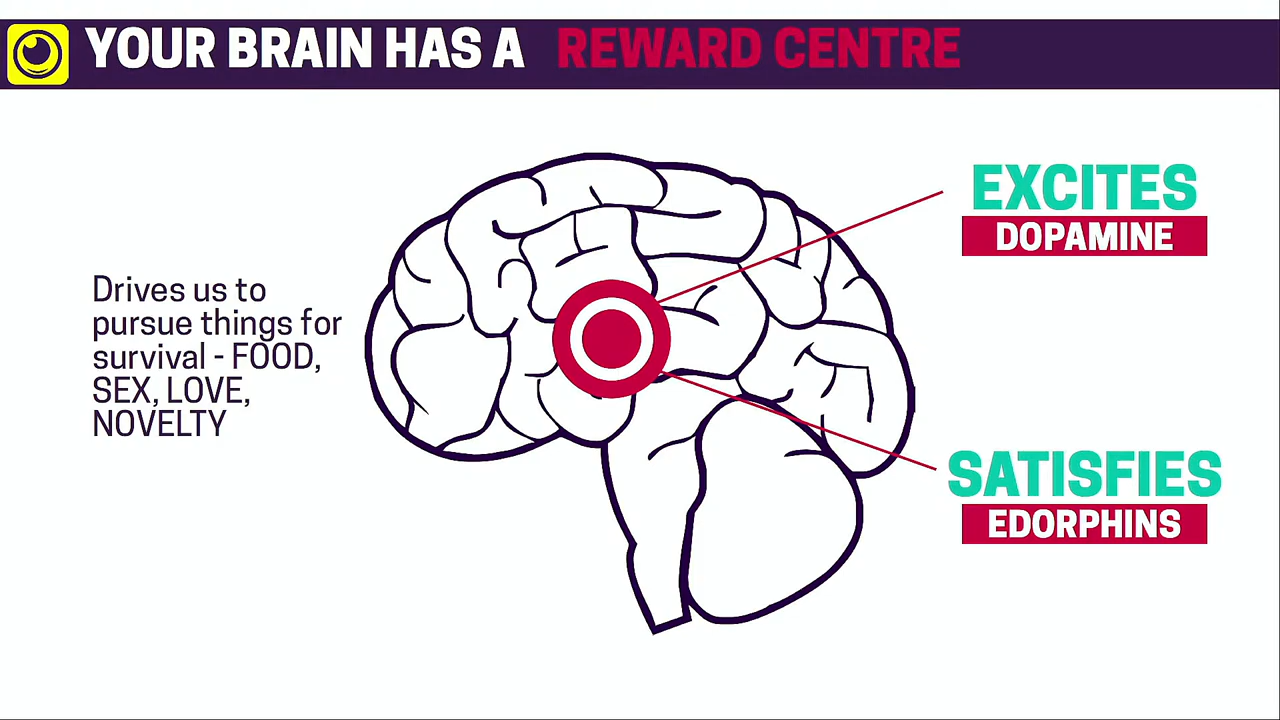 YOUR BRAIN HAS A REWARD CENTRE
Drives us to
pursue things for
survival - FOOD,
SEX, LOVE,
NOVELTY
EXCITES
DOPAMINE
SATISFIES
EDORPHINS